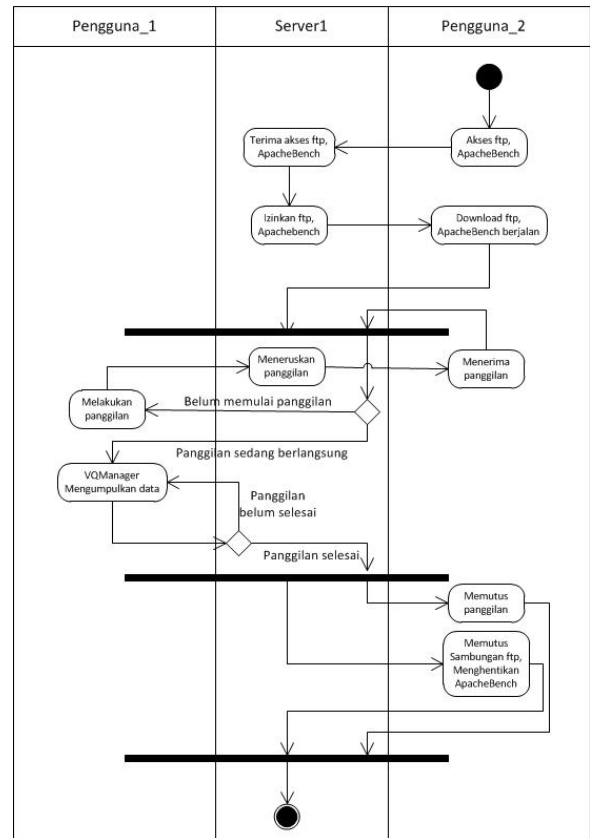 Pengguna_1
Server1
Pengguna_2
Terima akses ftp,
ApacheBench
Akses ftp,
ApacheBench
Izinkan ftp,
Apachebench
Download ftp,
ApacheBench berjalan
Meneruskan
panggilan
Menerima
panggilan
Melakukan
panggilan
Belum memulai panggilan
Panggilan sedang berlangsung
VQManager
Mengumpulkan data
Panggilan
belum selesai
Panggilan selesai
Memutus
panggilan
Memutus
Sambungan ftp,
Menghentikan
ApacheBench